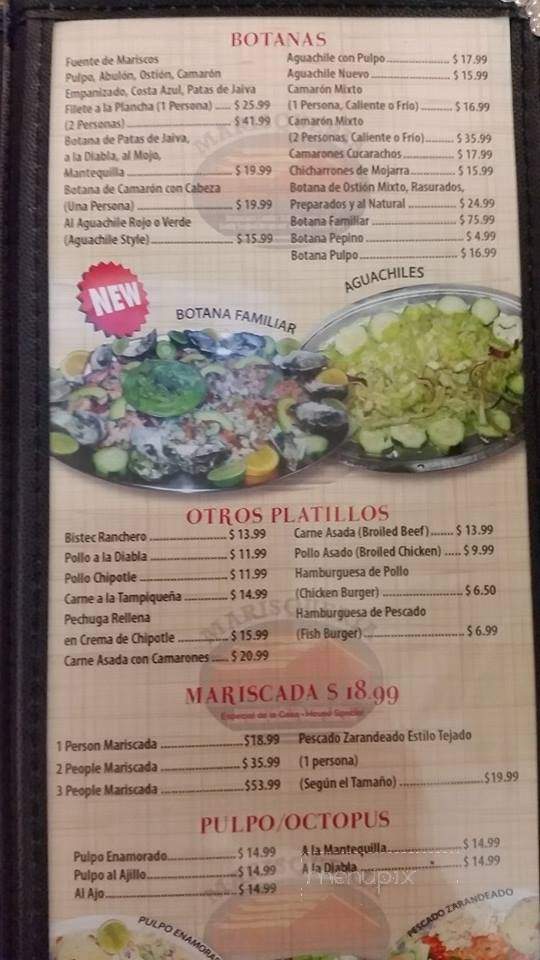 BOTANAS
Fuente de Mariscos
Pulpo, Abulón, Ostión, Camarón
Empanizado, Costa Azul, Patas de Jaiva
Filete a la Plancha (1 Persona) ..... $ 25.99
(2 Personas) ..... $ 41.99
Botana de Patas de Jaiva,
a la Diabla, al Mojo,
Mantequilla ..... $ 19.99
Botana de Camarón con Cabeza
(Una Persona) ..... $ 19.99
Al Aguachile Rojo o Verde
(Aguachile Style) ..... $ 15.99
Aguachile con Pulpo ..... $ 17.99
Aguachile Nuevo ..... $ 15.99
Camarón Mixto
(1 Persona, Caliente o Frío) ..... $ 16.99
Camarón Mixto
(2 Personas, Caliente o Frío) ..... $ 35.99
Camarones Cucarachos ..... $ 17.99
Chicharrones de Mojarra ..... $ 15.99
Botana de Ostión Mixto, Rasurados,
Preparados y al Natural ..... $ 24.99
Botana Familiar ..... $ 75.99
Botana Pepino ..... $ 4.99
Botana Pulpo ..... $ 16.99
NEW
BOTANA FAMILIAR
AGUACHILES
OTROS PLATILLOS
Bistec Ranchero ..... $ 13.99
Pollo a la Diabla ..... $ 11.99
Pollo Chipotle ..... $ 11.99
Carne a la Tampiqueña ..... $ 14.99
Pechuga Rellena
en Crema de Chipotle ..... $ 15.99
Carne Asada con Camarones ..... $ 20.99
Carne Asada (Broiled Beef) ..... $ 13.99
Pollo Asado (Broiled Chicken) ..... $ 9.99
Hamburguesa de Pollo
(Chicken Burger) ..... $ 6.50
Hamburguesa de Pescado
(Fish Burger) ..... $ 6.99
MARISCADA $ 18.99
Especial de la Casa - House Special
1 Person Mariscada ..... $18.99
2 People Mariscada ..... $ 35.99
3 People Mariscada ..... $53.99
Pescado Zarandeado Estilo Tejado
(1 persona)
(Según el Tamaño) ..... $19.99
PULPO/OCTOPUS
Pulpo Enamorado ..... $ 14.99
Pulpo al Ajillo ..... $ 14.99
Al Ajo ..... $ 14.99
A la Mantequilla ..... $ 14.99
A la Diabla ..... $ 14.99
menupix
PULPO ENAMORA
PESCADO ZARANDEADO